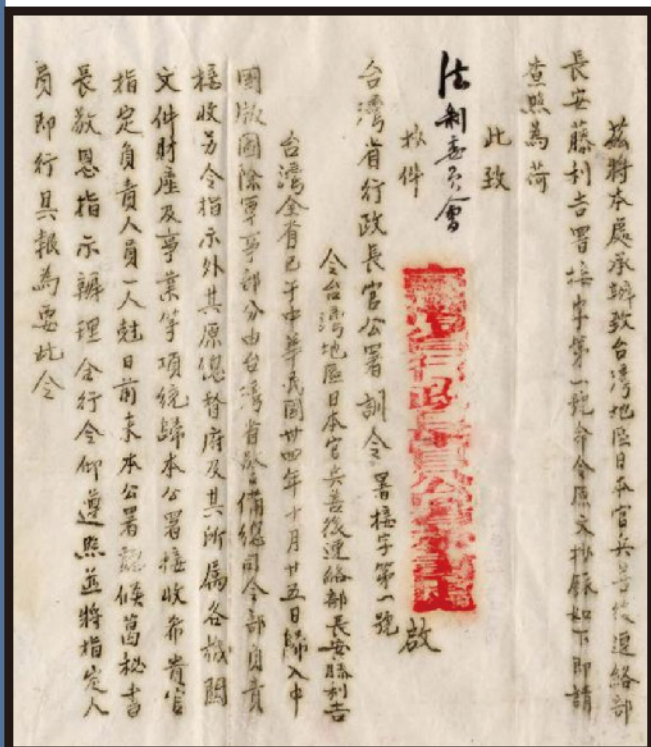 茲將本處承辦致台灣地區日本官兵善後連絡部
長安藤利吉署接字第一號命令原文抄錄如下即請
查照為荷
此致
法制委員會
啟
抄件
台灣省行政長官公署訓令 署接字第一號
令台灣地區日本官兵善後連絡部長安藤利吉
台灣全省已于中華民國卅四年十月廿五日歸入中
國版圖除軍事部分由台灣省警備總司令部負責
接收另令指示外其原總督府及其所屬各機關
文件財產及事業等項統歸本公署接收希貴官
指定負責人員一人尅日前來本公署聽候葛秘書
長敬恩指示辦理合行令仰遵照並將指定人
員即行具報為要此令